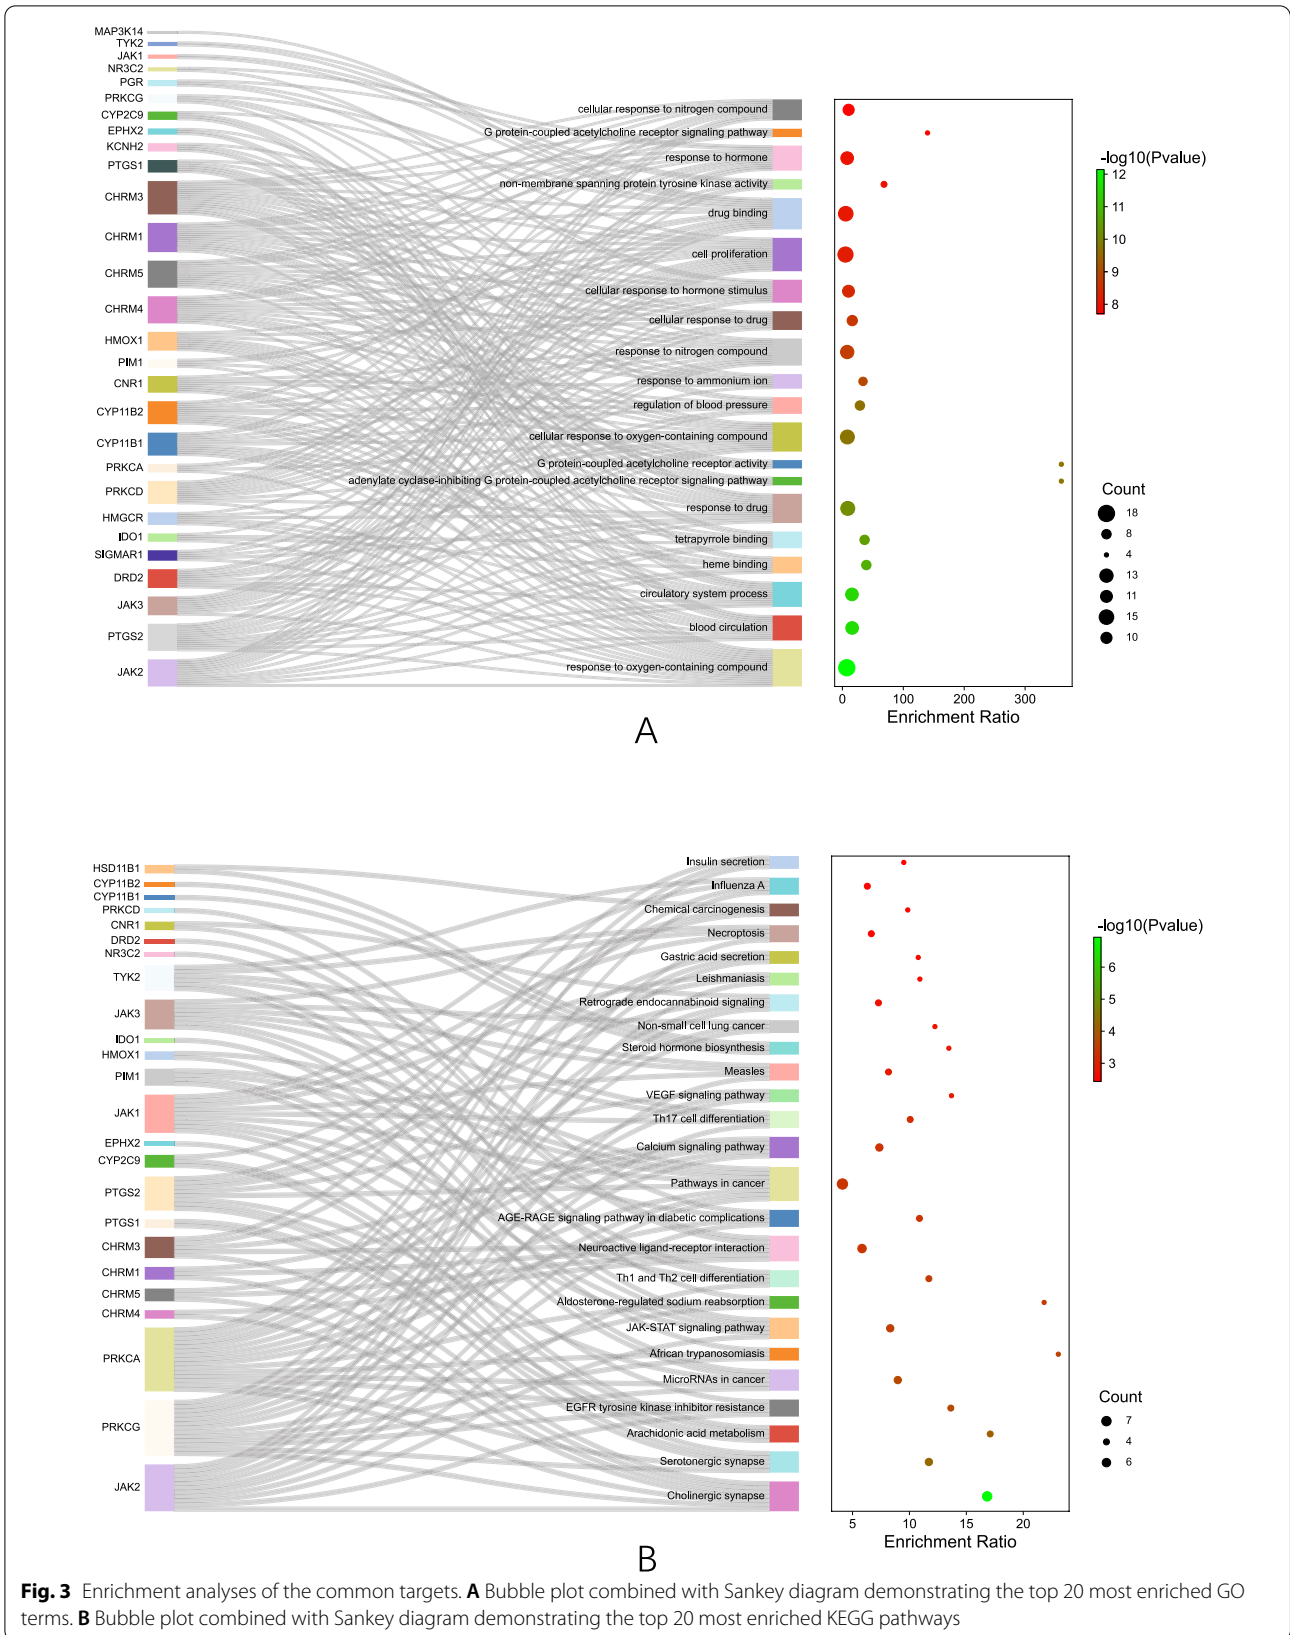 MAP3K14
TYK2
JAK1
NR3C2
PGR
PRKCG
CYP2C9
EPHX2
KCNH2
PTGS1
CHRM3
CHRM1
CHRM5
CHRM4
HMOX1
PIM1
CNR1
CYP11B2
CYP11B1
PRKCA
PRKCD
HMGCR
IDO1
SIGMAR1
DRD2
JAK3
PTGS2
JAK2
cellular response to nitrogen compound
G protein-coupled acetylcholine receptor signaling pathway
response to hormone
non-membrane spanning protein tyrosine kinase activity
drug binding
cell proliferation
cellular response to hormone stimulus
cellular response to drug
response to nitrogen compound
response to ammonium ion
regulation of blood pressure
cellular response to oxygen-containing compound
G protein-coupled acetylcholine receptor activity
adenylate cyclase-inhibiting G protein-coupled acetylcholine receptor signaling pathway
response to drug
tetrapyrrole binding
heme binding
circulatory system process
blood circulation
response to oxygen-containing compound
0 100 200 300
Enrichment Ratio
-log10(Pvalue)
12
11
10
9
8
Count
18
8
4
13
11
15
10
A
HSD11B1
CYP11B2
CYP11B1
PRKCD
CNR1
DRD2
NR3C2
TYK2
JAK3
IDO1
HMOX1
PIM1
JAK1
EPHX2
CYP2C9
PTGS2
PTGS1
CHRM3
CHRM1
CHRM5
CHRM4
PRKCA
PRKCG
JAK2
Insulin secretion
Influenza A
Chemical carcinogenesis
Necroptosis
Gastric acid secretion
Leishmaniasis
Retrograde endocannabinoid signaling
Non-small cell lung cancer
Steroid hormone biosynthesis
Measles
VEGF signaling pathway
Th17 cell differentiation
Calcium signaling pathway
Pathways in cancer
AGE-RAGE signaling pathway in diabetic complications
Neuroactive ligand-receptor interaction
Th1 and Th2 cell differentiation
Aldosterone-regulated sodium reabsorption
JAK-STAT signaling pathway
African trypanosomiasis
MicroRNAs in cancer
EGFR tyrosine kinase inhibitor resistance
Arachidonic acid metabolism
Serotonergic synapse
Cholinergic synapse
5 10 15 20
Enrichment Ratio
-log10(Pvalue)
6
5
4
3
Count
7
4
6
B
Fig. 3 Enrichment analyses of the common targets. A Bubble plot combined with Sankey diagram demonstrating the top 20 most enriched GO
terms. B Bubble plot combined with Sankey diagram demonstrating the top 20 most enriched KEGG pathways